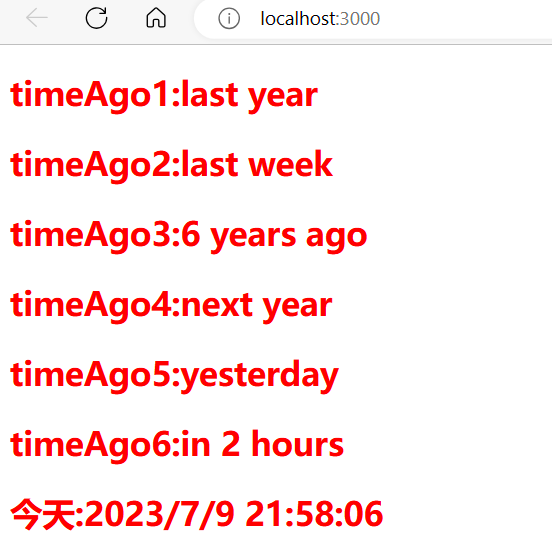 localhost:3000
timeAgo1:last year
timeAgo2:last week
timeAgo3:6 years ago
timeAgo4:next year
timeAgo5:yesterday
timeAgo6:in 2 hours
今天:2023/7/9 21:58:06